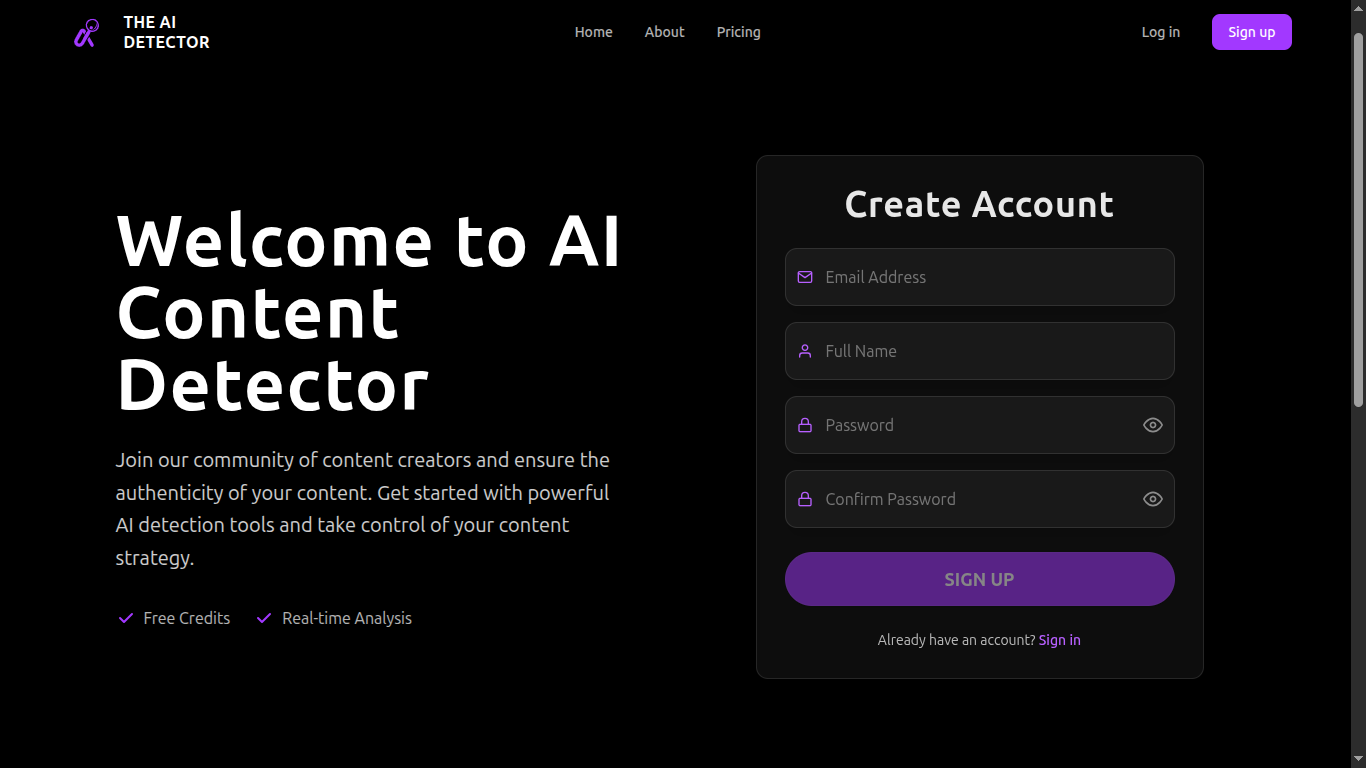 THE AI
DETECTOR
Home
About
Pricing
Log in
Sign up
Welcome to AI
Content
Detector
Join our community of content creators and ensure the
authenticity of your content. Get started with powerful
AI detection tools and take control of your content
strategy.
Free Credits
Real-time Analysis
Create Account
Email Address
Full Name
Password
Confirm Password
SIGN UP
Already have an account? Sign in